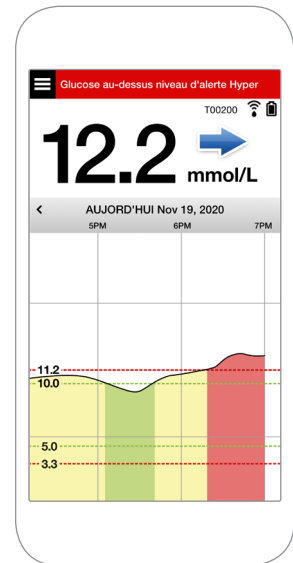 Glucose au-dessus niveau d'alerte Hyper
T00200
12.2
mmol/L
< AUJORD'HUI Nov 19, 2020
5PM 6PM 7PM
11.2
10.0
5.0
3.3